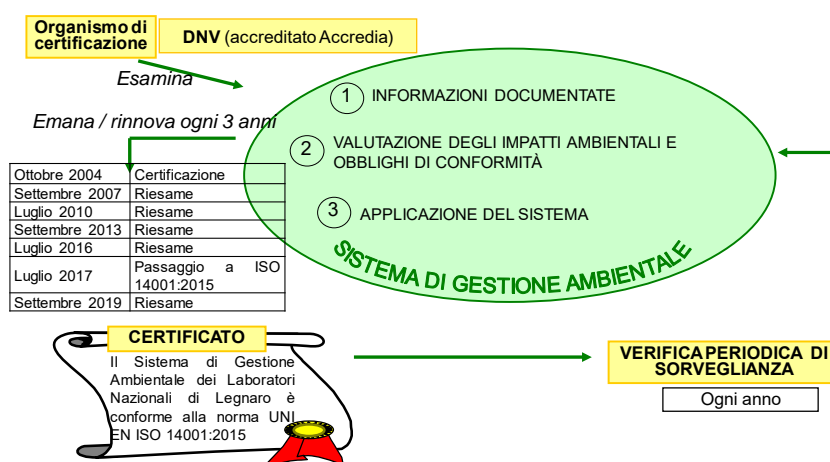 Organismo di
certificazione
DNV (accreditato Accredia)
Esamina
Emana / rinnova ogni 3 anni
1 INFORMAZIONI DOCUMENTATE
2 VALUTAZIONE DEGLI IMPATTI AMBIENTALI E
OBBLIGHI DI CONFORMITÀ
3 APPLICAZIONE DEL SISTEMA
SISTEMA DI GESTIONE AMBIENTALE
Ottobre 2004 Certificazione
Settembre 2007 Riesame
Luglio 2010 Riesame
Settembre 2013 Riesame
Luglio 2016 Riesame
Luglio 2017 Passaggio a ISO
14001:2015
Settembre 2019 Riesame
CERTIFICATO
Il Sistema di Gestione
Ambientale dei Laboratori
Nazionali di Legnaro è
conforme alla norma UNI
EN ISO 14001:2015
VERIFICA PERIODICA DI
SORVEGLIANZA
Ogni anno